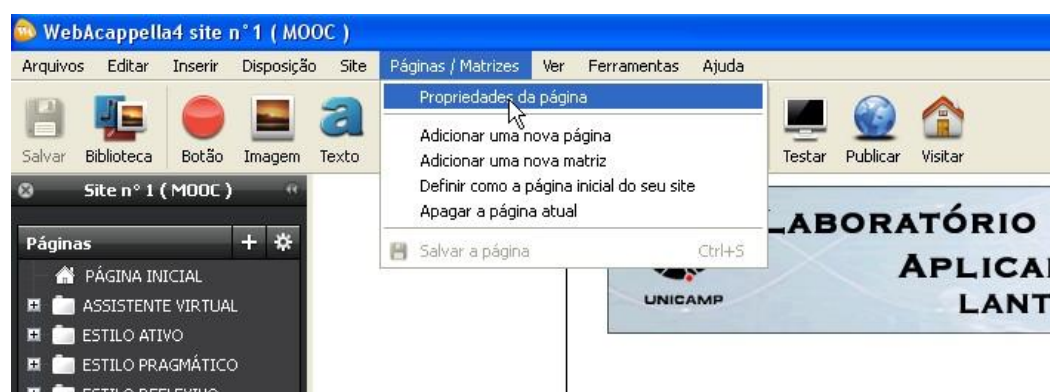 WebAcappella4 site n°1 ( MOOC )
Arquivos Editar Inserir Disposição Site Páginas / Matrizes Ver Ferramentas Ajuda
Propriedades da página
Adicionar uma nova página
Adicionar uma nova matriz
Definir como a página inicial do seu site
Apagar a página atual
Salvar a página Ctrl+S
Salvar Biblioteca Botão Imagem Texto Testar Publicar Visitar
Site n° 1 ( MOOC )
Páginas
PÁGINA INICIAL
ASSISTENTE VIRTUAL
ESTILO ATIVO
ESTILO PRAGMÁTICO
ESTILO REFLEXIVO
LABORATÓRIO
APLICA
LANT
UNICAMP